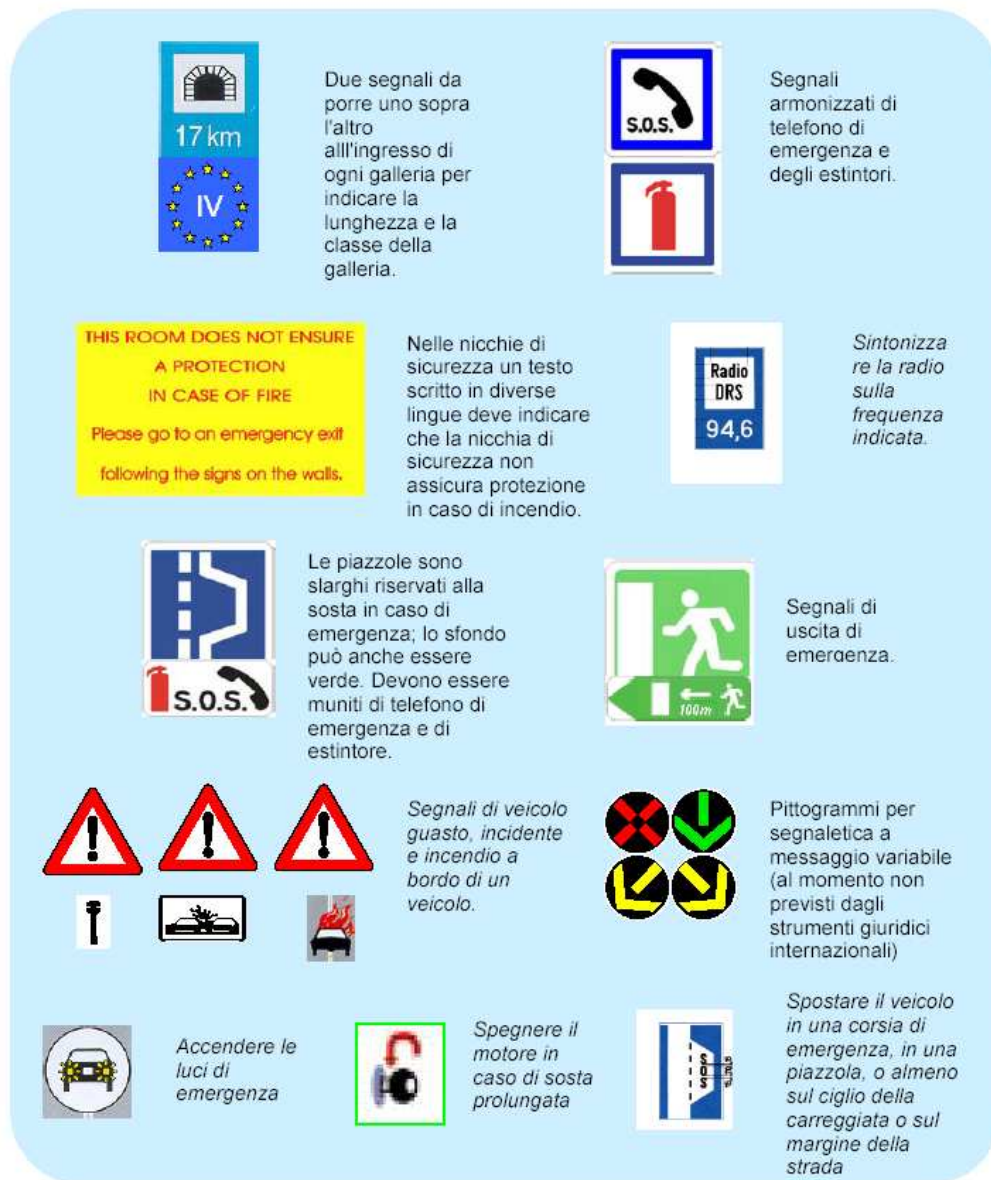 17 km
IV
Due segnali da
porre uno sopra
l'altro
alll'ingresso di
ogni galleria per
indicare la
lunghezza e la
classe della
galleria.
S.O.S.
Segnali
armonizzati di
telefono di
emergenza e
degli estintori.
THIS ROOM DOES NOT ENSURE
A PROTECTION
IN CASE OF FIRE
Please go to an emergency exit
following the signs on the walls.
Nelle nicchie di
sicurezza un testo
scritto in diverse
lingue deve indicare
che la nicchia di
sicurezza non
assicura protezione
in caso di incendio.
Radio
DRS
94,6
Sintonizza
re la radio
sulla
frequenza
indicata.
S.O.S.
Le piazzole sono
slarghi riservati alla
sosta in caso di
emergenza; lo sfondo
può anche essere
verde. Devono essere
muniti di telefono di
emergenza e di
estintore.
100m
Segnali di
uscita di
emergenza.
Segnali di veicolo
guasto, incidente
e incendio a
bordo di un
veicolo.
Pittogrammi per
segnaletica a
messaggio variabile
(al momento non
previsti dagli
strumenti giuridici
internazionali)
Accendere le
luci di
emergenza
Spegnere il
motore in
caso di sosta
prolungata
SOS
Spostare il veicolo
in una corsia di
emergenza, in una
piazzola, o almeno
sul ciglio della
carreggiata o sul
margine della
strada